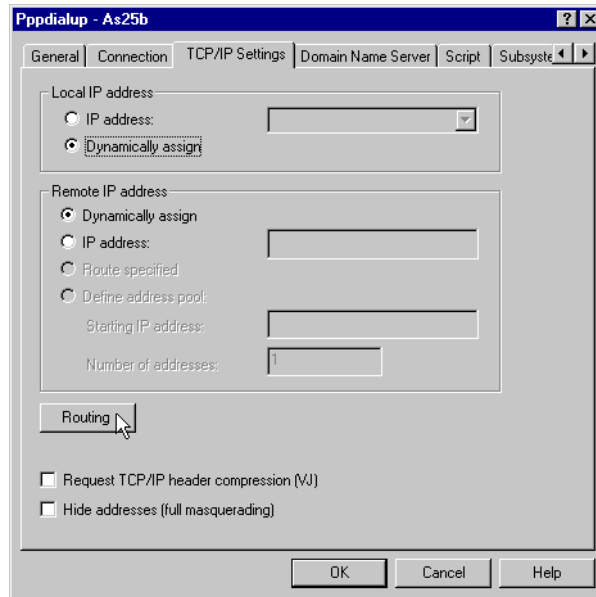 Pppdialup - As25b
General Connection TCP/IP Settings Domain Name Server Script Subsyste
Local IP address
IP address:
Dynamically assign
Remote IP address
Dynamically assign
IP address:
Route specified
Define address pool:
Starting IP address:
Number of addresses: 1
Routing
Request TCP/IP header compression (VJ)
Hide addresses (full masquerading)
OK Cancel Help